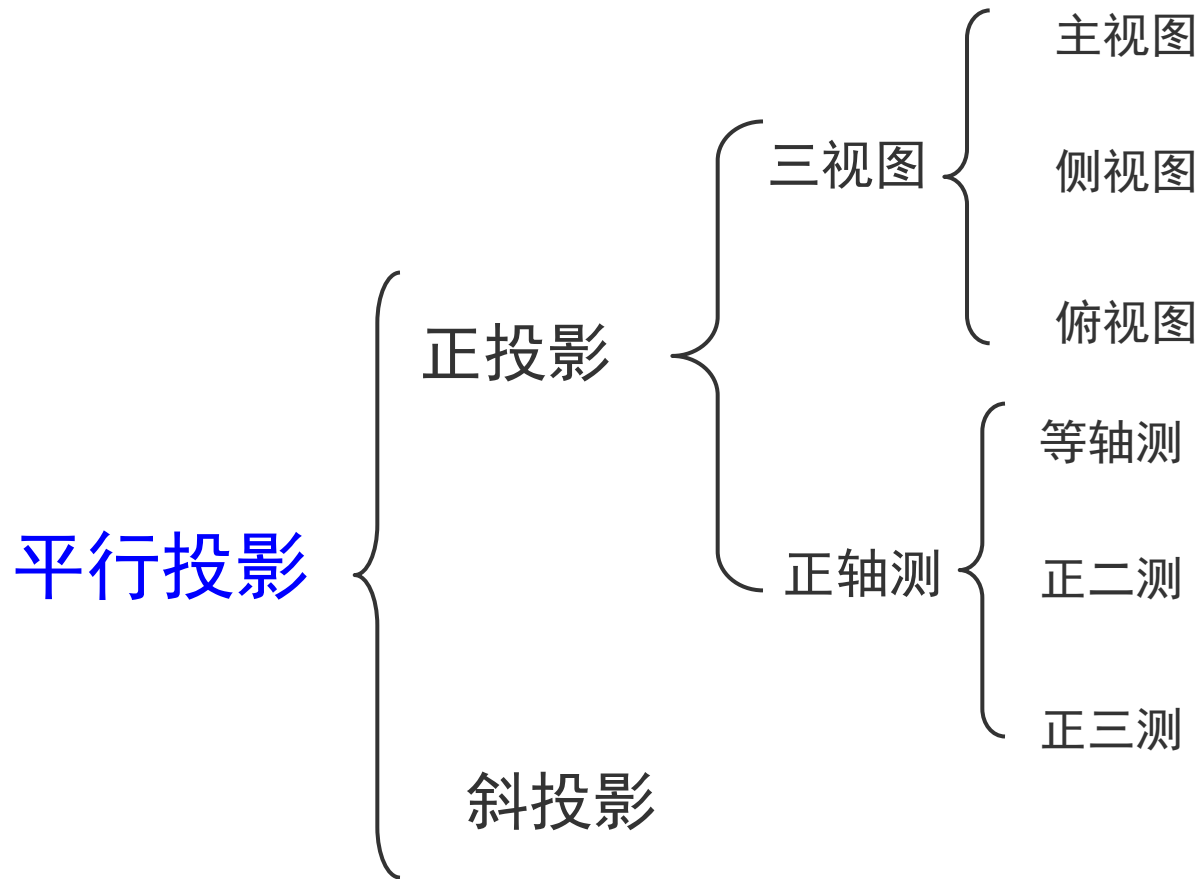 主视图
三视图
侧视图
俯视图
正投影
等轴测
平行投影
正轴测
正二测
正三测
斜投影